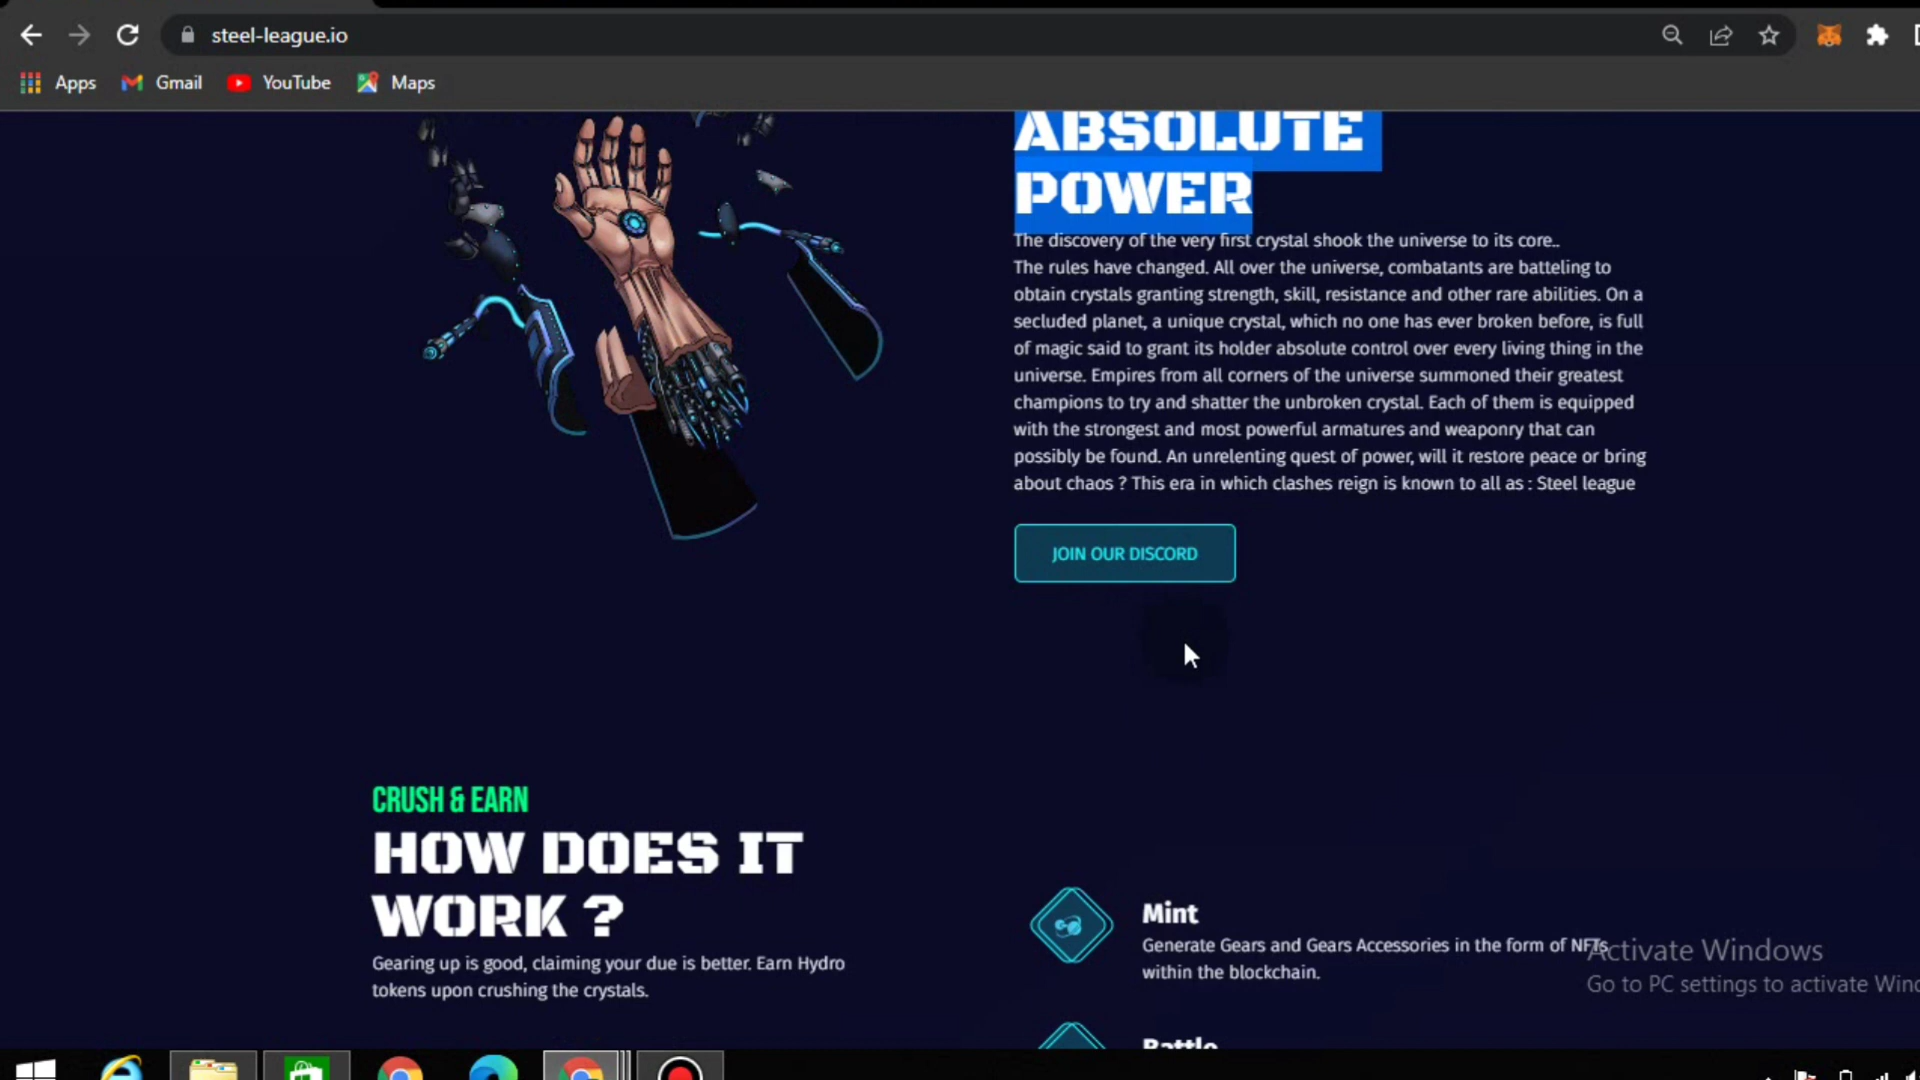 steel-league.io
Apps
Gmail
YouTube
Maps
ABSOLUTE
POWER
The discovery of the very first crystal shook the universe to its core..
The rules have changed. All over the universe, combatants are batteling to
obtain crystals granting strength, skill, resistance and other rare abilities. On a
secluded planet, a unique crystal, which no one has ever broken before, is full
of magic said to grant its holder absolute control over every living thing in the
universe. Empires from all corners of the universe summoned their greatest
champions to try and shatter the unbroken crystal. Each of them is equipped
with the strongest and most powerful armatures and weaponry that can
possibly be found. An unrelenting quest of power, will it restore peace or bring
about chaos ? This era in which clashes reign is known to all as : Steel league
JOIN OUR DISCORD
CRUSH & EARN
HOW DOES IT
WORK ?
Gearing up is good, claiming your due is better. Earn Hydro
tokens upon crushing the crystals.
Mint
Generate Gears and Gears Accessories in the form of NFTs
within the blockchain.
Battle
Activate Windows
Go to PC settings to activate Win